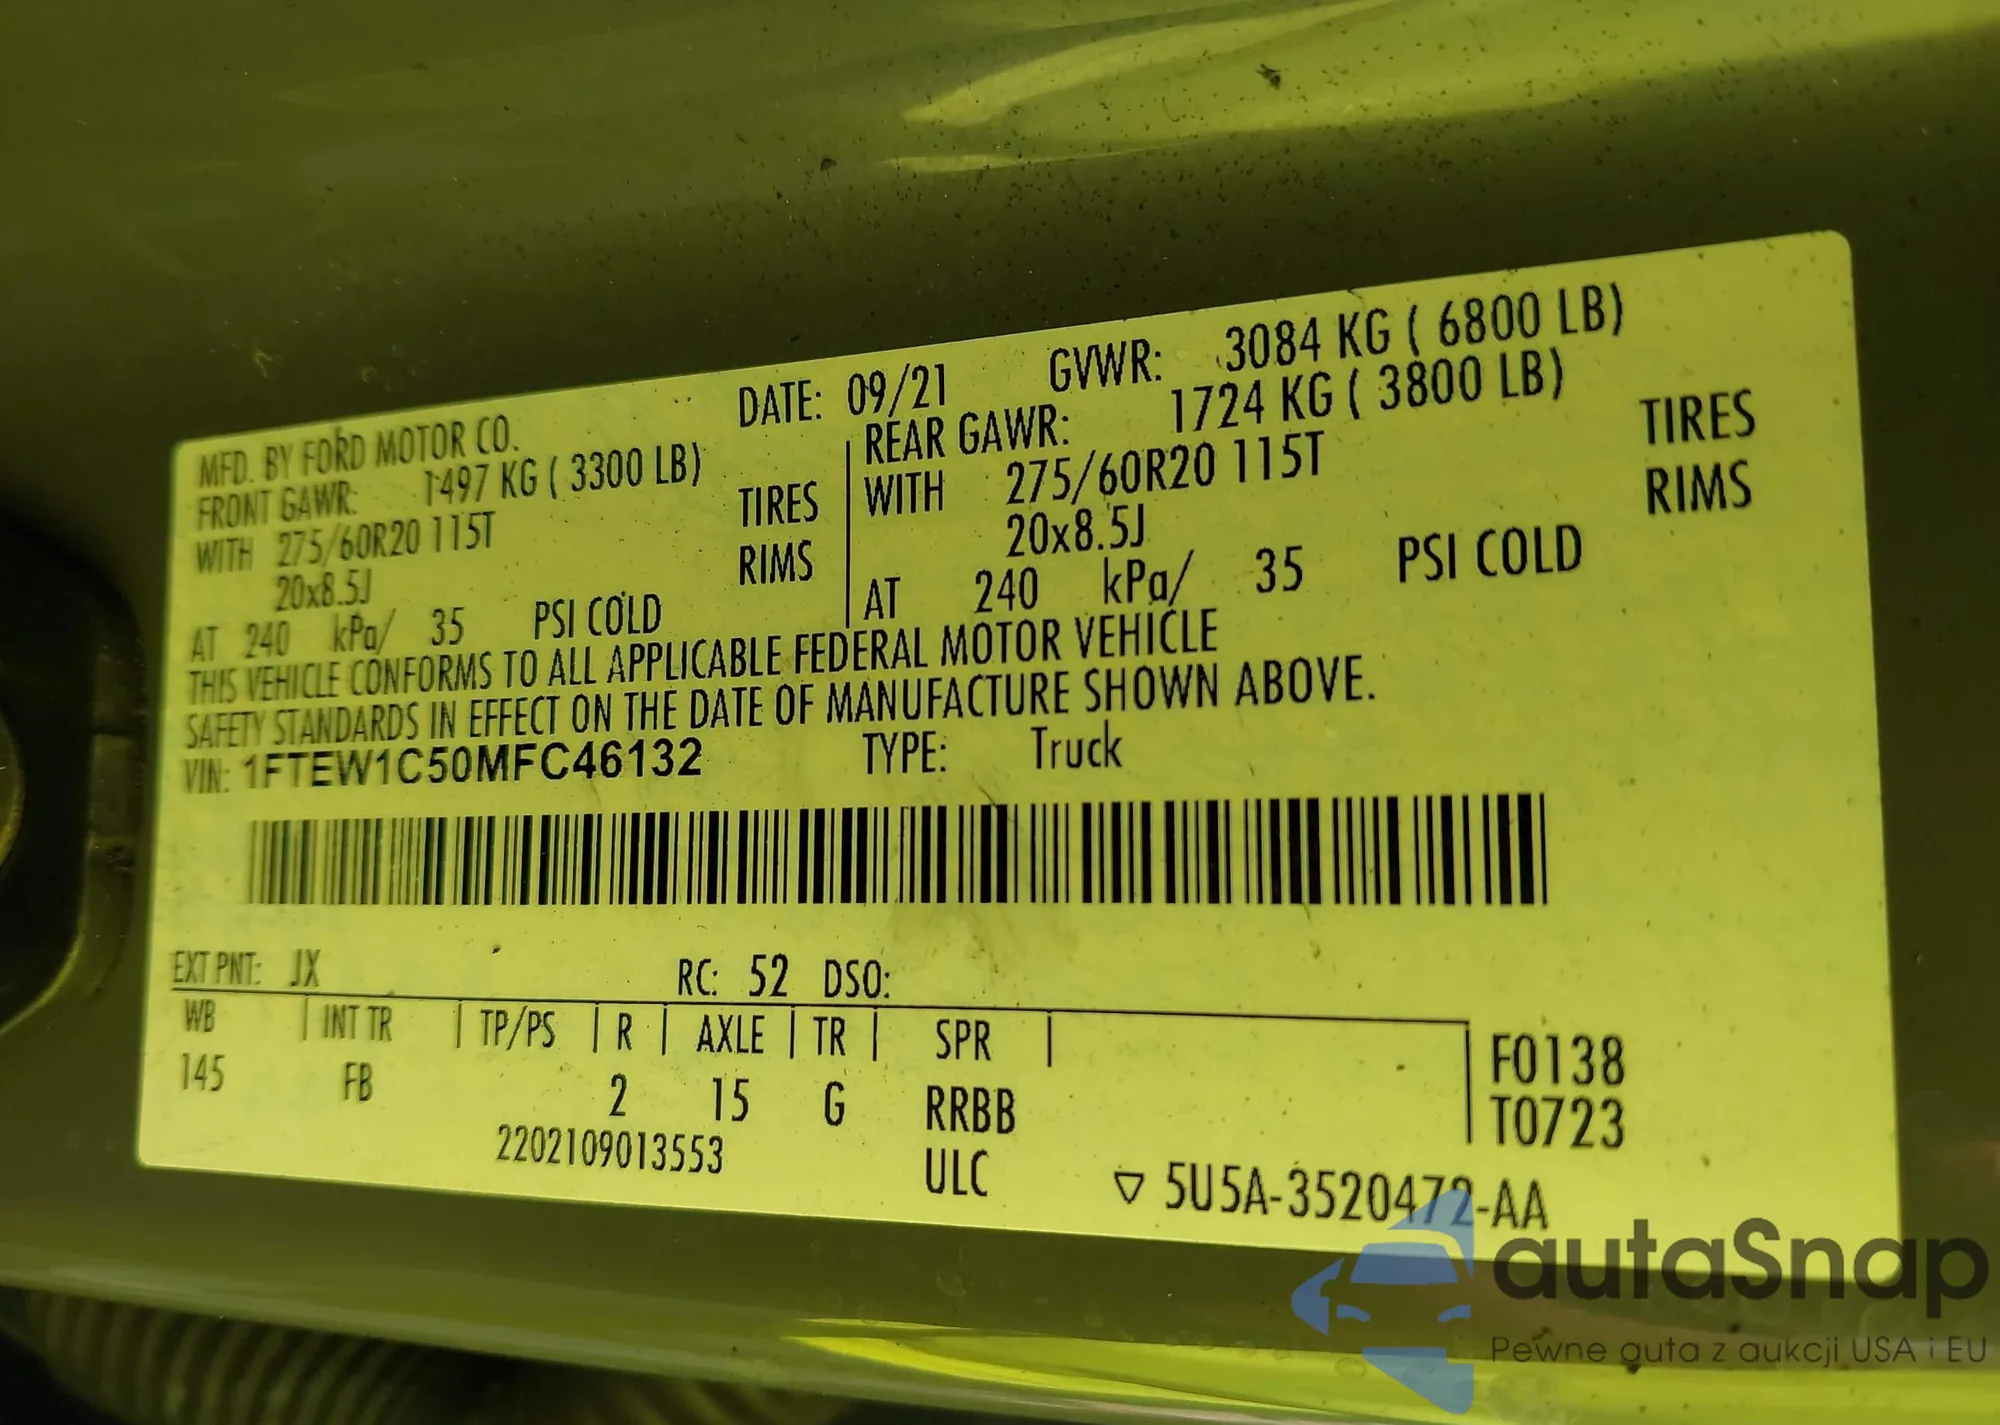 MFD. BY FORD MOTOR CO. DATE: 09/21 GVWR: 3084 KG ( 6800 LB)
FRONT GAWR: 1497 KG ( 3300 LB) REAR GAWR: 1724 KG ( 3800 LB)
WITH 275/60R20 115T TIRES WITH 275/60R20 115T TIRES
20x8.5J RIMS 20x8.5J RIMS
AT 240 kPa/ 35 PSI COLD AT 240 kPa/ 35 PSI COLD
THIS VEHICLE CONFORMS TO ALL APPLICABLE FEDERAL MOTOR VEHICLE
SAFETY STANDARDS IN EFFECT ON THE DATE OF MANUFACTURE SHOWN ABOVE.
VIN: 1FTEW1C50MFC46132 TYPE: Truck
EXT PNT: JX RC: 52 DSO:
WB | INT TR | TP/PS | R | AXLE | TR | SPR |
145 FB 2 15 G RRBB
F0138
T0723
2202109013553 ULC ▽ 5U5A-3520472-AA
autaSnap
Pewne auta z aukcji USA i EU